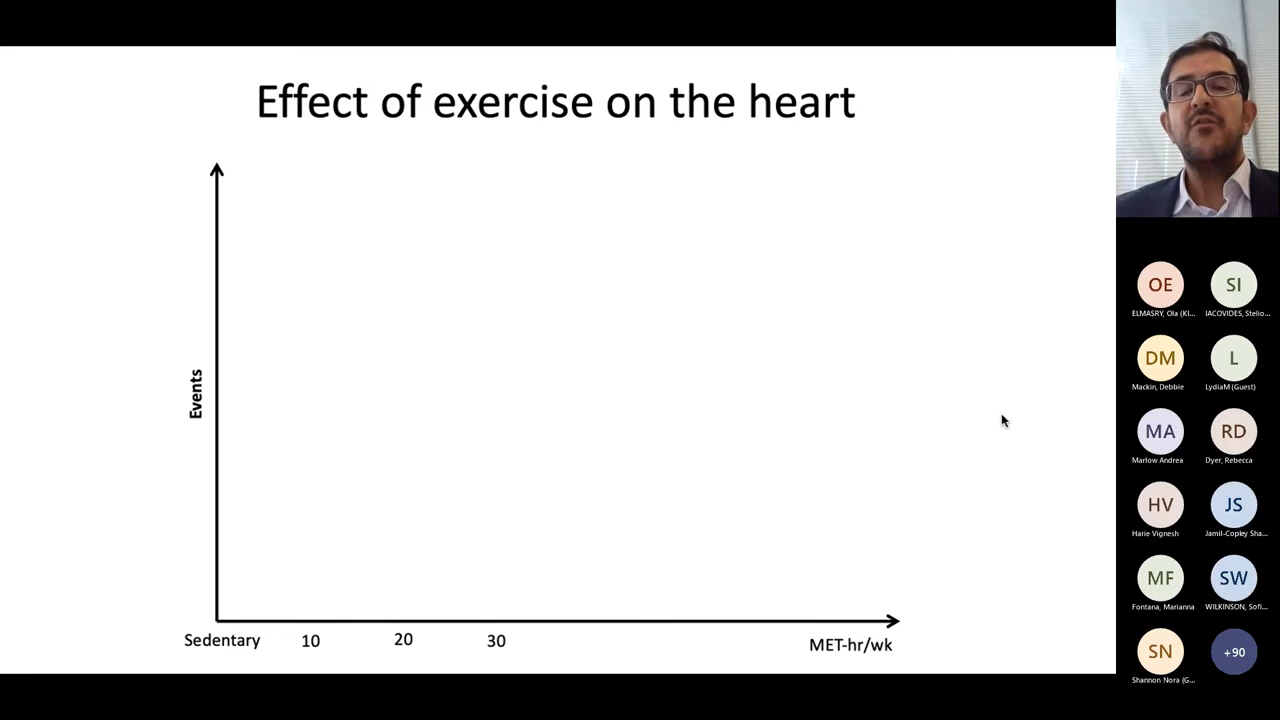 Effect of exercise on the heart
Events
Sedentary 10 20 30 MET-hr/wk
OE SI
ELMASRY, Ola (KI... IACOVIDES, Stelio...
DM L
Mackin, Debbie LydiaM (Guest)
MA RD
Marlow Andrea Dyer, Rebecca
HV JS
Harie Vignesh Jamil-Copley Sha...
MF SW
Fontana, Marianna WILKINSON, Sofi...
SN +90
Shannon Nora (G...